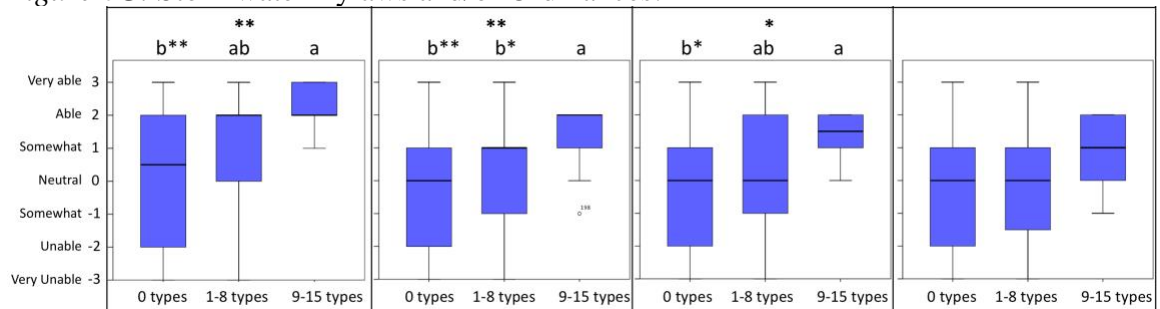 ** ** *
b** ab a b** b* a b* ab a
Very able 3
Able 2
Somewhat 1
Neutral 0
Somewhat -1
198
Unable -2
Very Unable -3
0 types 1-8 types 9-15 types 0 types 1-8 types 9-15 types 0 types 1-8 types 9-15 types 0 types 1-8 types 9-15 types